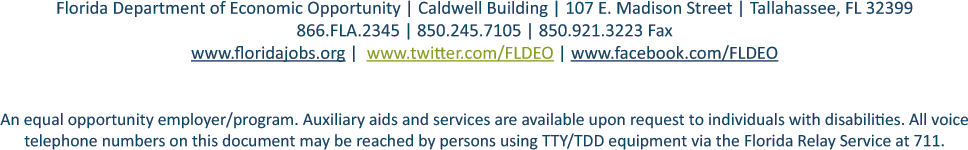 Florida Department of Economic Opportunity | Caldwell Building | 107 E. Madison Street | Tallahassee, FL 32399
866.FLA.2345 | 850.245.7105 | 850.921.3223 Fax
www.floridajobs.org | www.twitter.com/FLDEO | www.facebook.com/FLDEO
An equal opportunity employer/program. Auxiliary aids and services are available upon request to individuals with disabilities. All voice
telephone numbers on this document may be reached by persons using TTY/TDD equipment via the Florida Relay Service at 711.